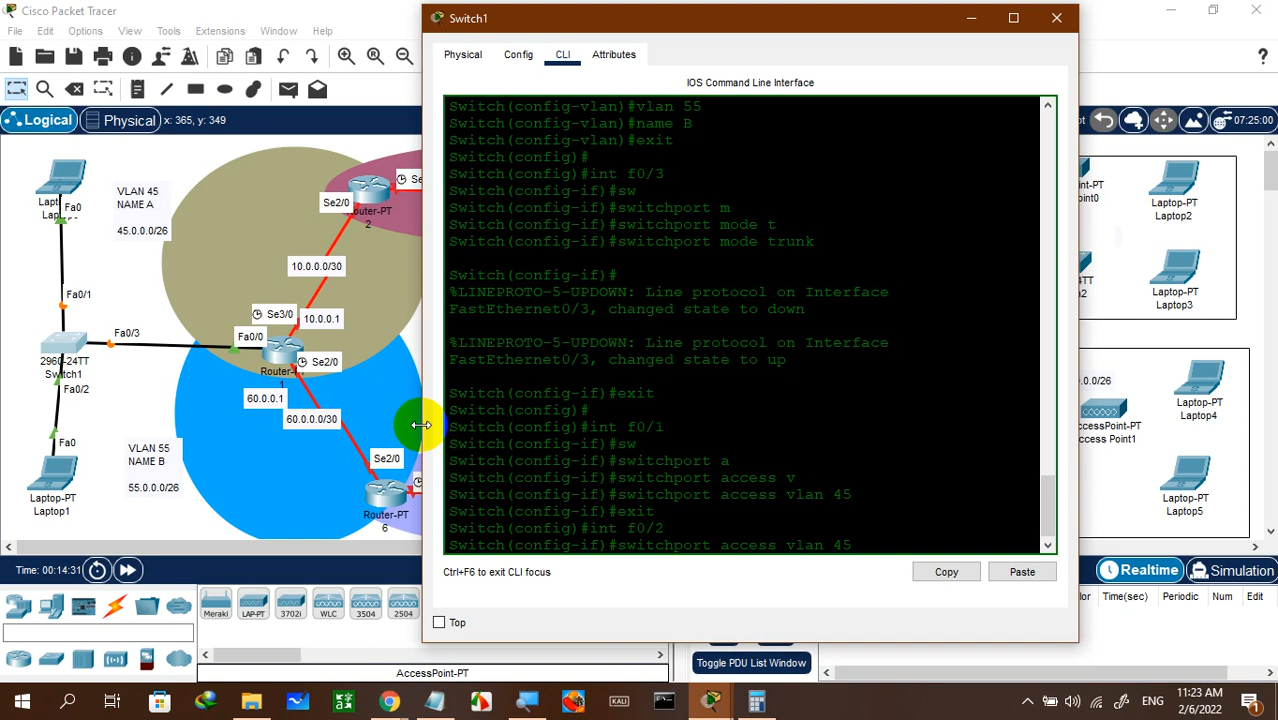 Cisco Packet Tracer
File Edit Options View Tools Extensions Window Help
Logical
Physical
x: 365, y: 349
07:25:00
VLAN 45
NAME A
45.0.0.0/26
Fa0
Fa0/1
Fa0/3
2960-24TT
Switch1
Fa0/2
Fa0
Laptop-PT
Laptop1
VLAN 55
NAME B
55.0.0.0/26
Se2/0
Router-PT
2
10.0.0.0/30
Se3/0
10.0.0.1
Fa0/0
Se2/0
60.0.0.1
60.0.0.0/30
Se2/0
Router-PT
6
Switch1
Physical
Config
CLI
Attributes
IOS Command Line Interface
Switch(config-vlan)#vlan 55
Switch(config-vlan)#name B
Switch(config-vlan)#exit
Switch(config)#
Switch(config)#int f0/3
Switch(config-if)#sw
Switch(config-if)#switchport m
Switch(config-if)#switchport mode t
Switch(config-if)#switchport mode trunk
Switch(config-if)#
%LINEPROTO-5-UPDOWN: Line protocol on Interface
FastEthernet0/3, changed state to down
%LINEPROTO-5-UPDOWN: Line protocol on Interface
FastEthernet0/3, changed state to up
Switch(config-if)#exit
Switch(config)#
Switch(config)#int f0/1
Switch(config-if)#sw
Switch(config-if)#switchport a
Switch(config-if)#switchport access v
Switch(config-if)#switchport access vlan 45
Switch(config-if)#exit
Switch(config)#int f0/2
Switch(config-if)#switchport access vlan 45
Ctrl+F6 to exit CLI focus
Copy
Paste
Top
Laptop-PT
Laptop2
Laptop-PT
Laptop3
Laptop-PT
Laptop4
AccessPoint-PT
Access Point1
Laptop-PT
Laptop5
Time: 00:14:31
Realtime
Simulation
Meraki
LAP-PT
3702i
WLC
3504
2504
Time(sec)
Periodic
Num
Edit
AccessPoint-PT
Toggle PDU List Window
KALI
ENG
11:23 AM
2/6/2022